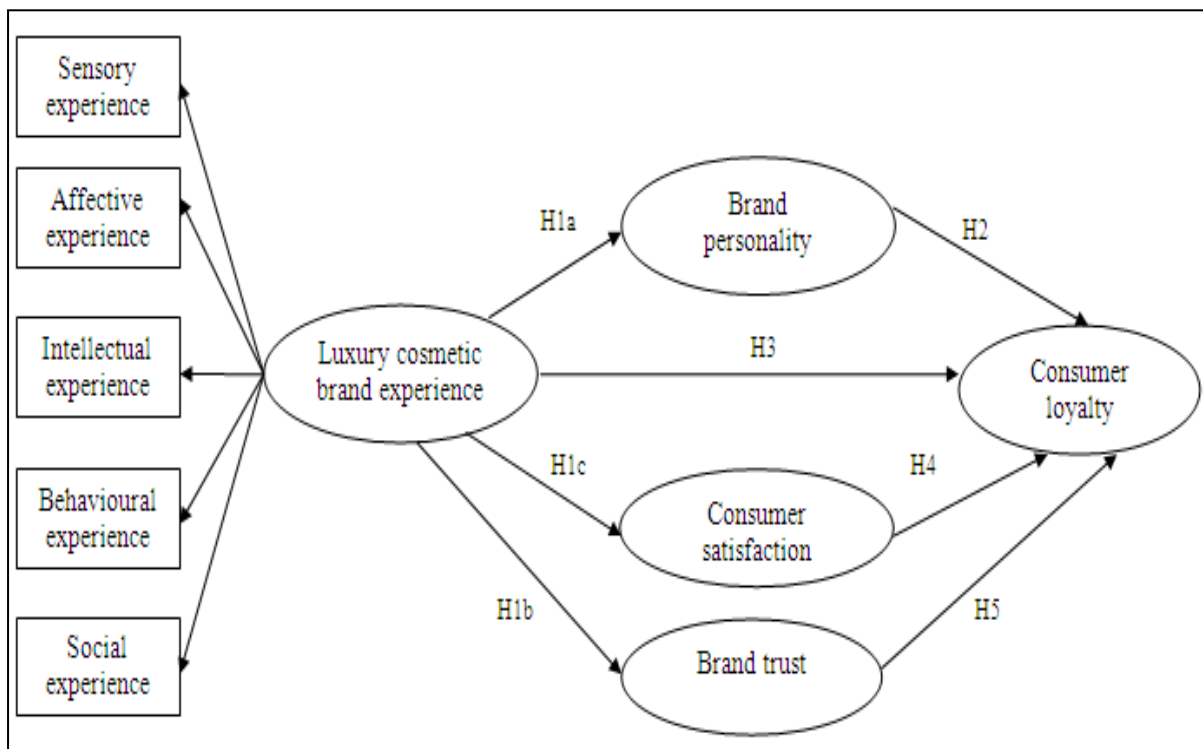 Sensory
experience
Affective
experience
Intellectual
experience
Behavioural
experience
Social
experience
Luxury cosmetic
brand experience
H1a
H3
H1c
H1b
Brand
personality
Consumer
satisfaction
Brand trust
H2
H4
H5
Consumer
loyalty